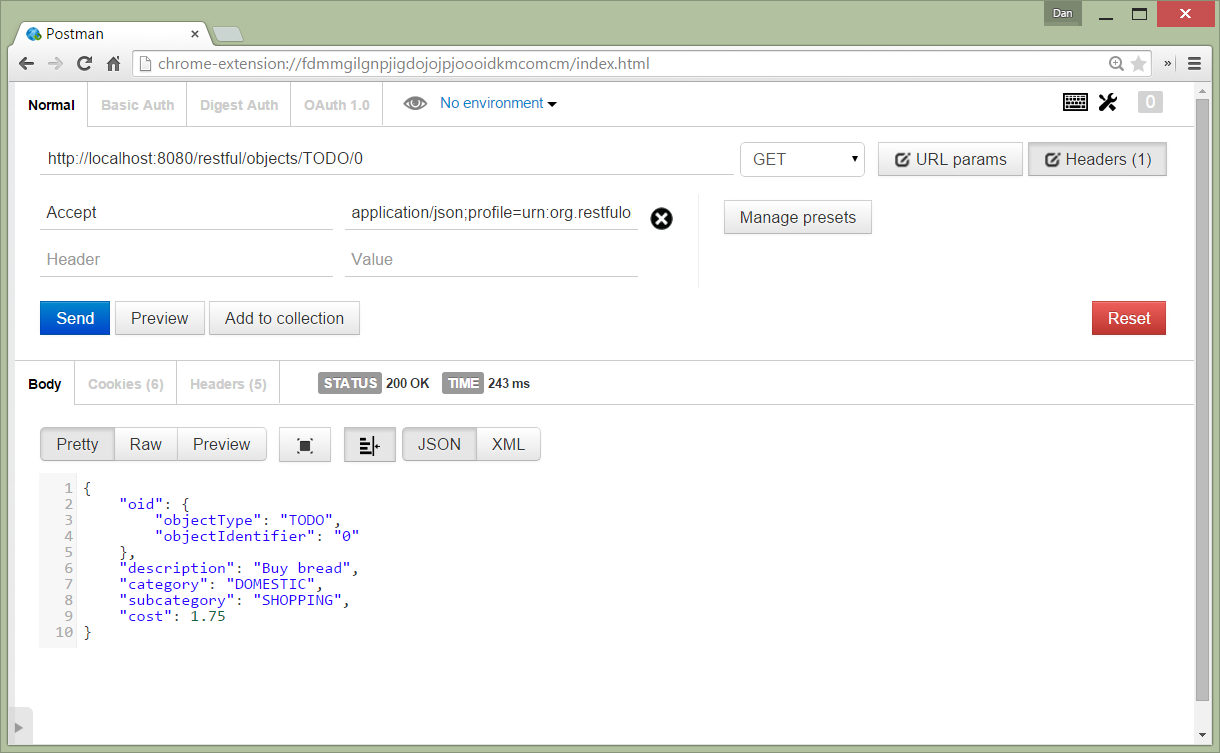 Dan
Postman
chrome-extension://fdmmgilgnpjigdojojpjoooidkmcomcm/index.html
Normal Basic Auth Digest Auth OAuth 1.0 No environment 0
http://localhost:8080/restful/objects/TODO/0 GET URL params Headers (1)
Accept application/json;profile=urn:org.restfulo Manage presets
Header Value
Send Preview Add to collection Reset
Body Cookies (6) Headers (5) STATUS 200 OK TIME 243 ms
Pretty Raw Preview JSON XML
1 {
2 "oid": {
3 "objectType": "TODO",
4 "objectIdentifier": "0"
5 },
6 "description": "Buy bread",
7 "category": "DOMESTIC",
8 "subcategory": "SHOPPING",
9 "cost": 1.75
10 }